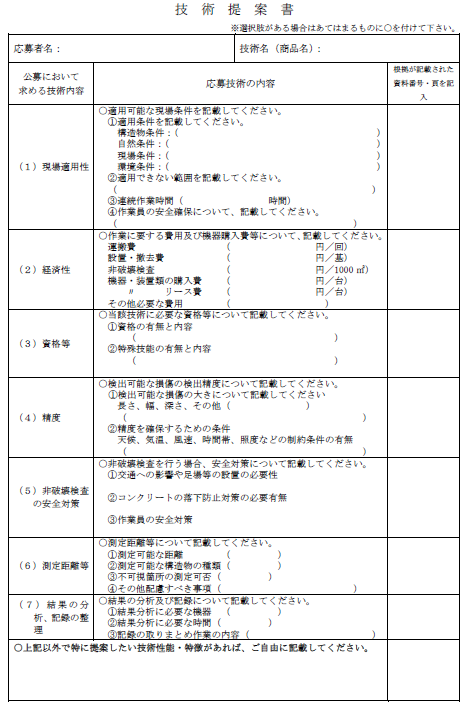 技 術 提 案 書
※選択肢がある場合はあてはまるものに○を付けて下さい。
応募者名： 技術名（商品名）：
公募において
求める技術内容
応募技術の内容
根拠が記載された
資料番号・頁を記
入
（１）現場適用性
○適用可能な現場条件を記載してください。
①適用条件を記載してください。
構造物条件：（ ）
自然条件：（ ）
現場条件：（ ）
環境条件：（ ）
②適用できない範囲を記載してください。
（ ）
③連続作業時間（ 時間）
④作業員の安全確保について、記載してください。
（ ）
（２）経済性
○作業に要する費用及び機器購入費等について、記載してください。
運搬費 （ 円／回）
設置・撤去費 （ 円／基）
非破壊検査 （ 円／1000 ㎡）
機器・装置類の購入費 （ 円／台）
〃 リース費 （ 円／台）
その他必要な費用 （ ）
（３）資格等
○当該技術に必要な資格等について記載してください。
①資格の有無と内容
（ ）
②特殊技能の有無と内容
（ ）
（４）精度
○検出可能な損傷の検出精度について記載してください。
①検出可能な損傷の大きについて記載してください
長さ、幅、深さ、その他（ ）
（ ）
②精度を確保するための条件
天候、気温、風速、時間帯、照度などの制約条件の有無
（ ）
（５）非破壊検査
の安全対策
○非破壊検査を行う場合、安全対策について記載してください。
①交通への影響や足場等の設置の必要性
②コンクリートの落下防止対策の必要有無
③作業員の安全対策
（６）測定距離等
○測定距離等について記載してください。
①測定可能な距離 （ ）
②測定可能な構造物の種類（ ）
③不可視箇所の測定可否（ ）
④その他配慮すべき事項（ ）
（７）結果の分
析、記録の整
理
○結果の分析及び記録について記載してください。
①結果の分析に必要な機器 （ ）
②結果の分析に必要な時間（ ）
③記録の取りまとめ作業の内容（ ）
○上記以外で特に提案したい技術性能・特徴があれば、ご自由に記載してください。